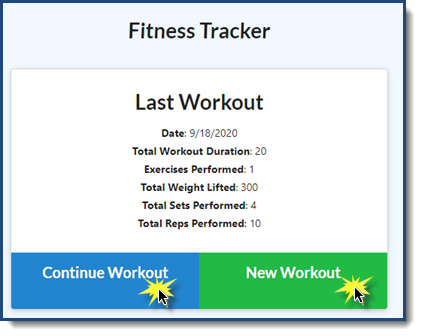 Fitness Tracker
Last Workout
Date: 9/18/2020
Total Workout Duration: 20
Exercises Performed: 1
Total Weight Lifted: 300
Total Sets Performed: 4
Total Reps Performed: 10
Continue Workout
New Workout